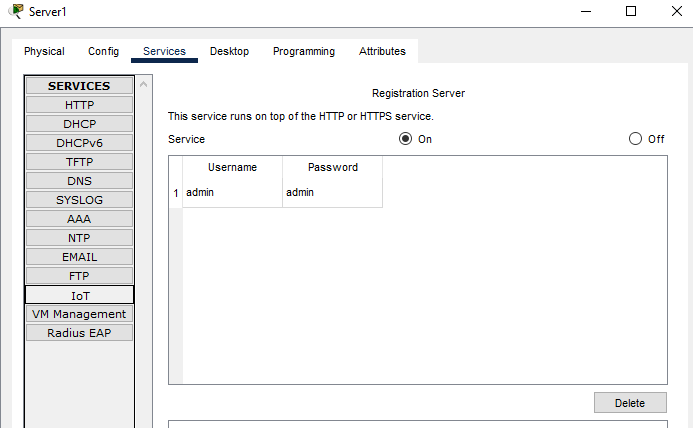 Server1
Physical Config Services Desktop Programming Attributes
SERVICES
HTTP
DHCP
DHCPv6
TFTP
DNS
SYSLOG
AAA
NTP
EMAIL
FTP
IoT
VM Management
Radius EAP
Registration Server
This service runs on top of the HTTP or HTTPS service.
Service On Off
Username Password
1 admin admin
Delete